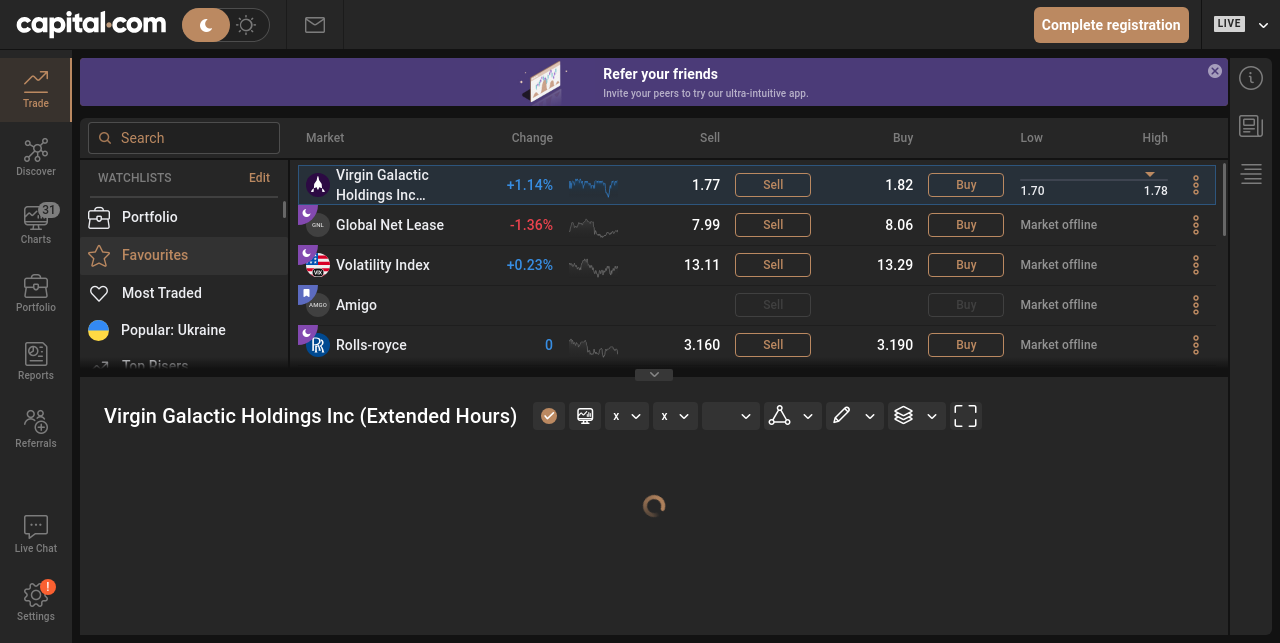 capital.com
Complete registration
LIVE
Trade
Refer your friends
Invite your peers to try our ultra-intuitive app.
Search
Market
Change
Sell
Buy
Low
High
Discover
WATCHLISTS
Edit
Virgin Galactic
Holdings Inc…
+1.14%
1.77
Sell
1.82
Buy
1.70
1.78
31
Charts
Portfolio
GNL
Global Net Lease
-1.36%
7.99
Sell
8.06
Buy
Market offline
Favourites
VIX
Volatility Index
+0.23%
13.11
Sell
13.29
Buy
Market offline
Portfolio
Most Traded
AMGO
Amigo
Sell
Buy
Market offline
Popular: Ukraine
Rolls-royce
0
3.160
Sell
3.190
Buy
Market offline
Reports
Top Risers
Virgin Galactic Holdings Inc (Extended Hours)
x
x
Referrals
Live Chat
!
Settings